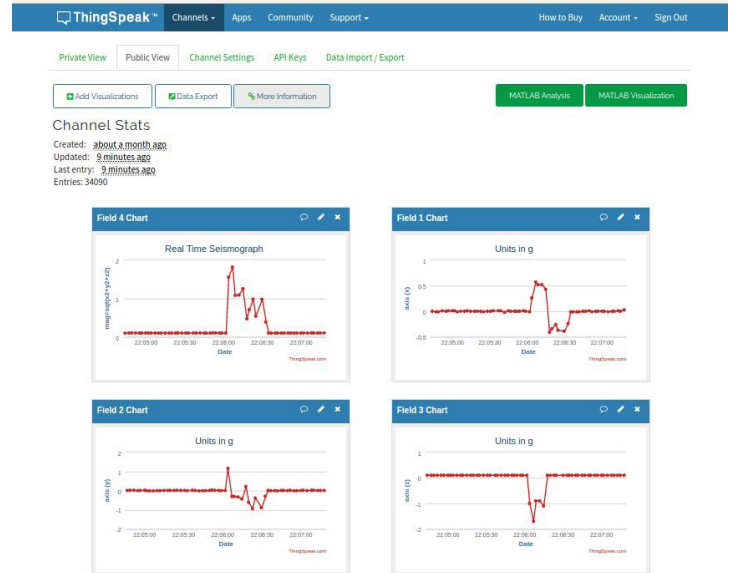 ThingSpeak™ Channels Apps Community Support How to Buy Account Sign Out
Private View Public View Channel Settings API Keys Data Import / Export
Add Visualizations Data Export More Information MATLAB Analysis MATLAB Visualization
Channel Stats
Created: about a month ago
Updated: 9 minutes ago
Last entry: 9 minutes ago
Entries: 34090
Field 4 Chart
Real Time Seismograph
mag=sqt(x2+y2+z2)
2
1
0
22:05:00 22:05:30 22:06:00 22:06:30 22:07:00
Date
ThingSpeak.com
Field 1 Chart
Units in g
axis (x)
1
0.5
0
-0.5
22:05:00 22:05:30 22:06:00 22:06:30 22:07:00
Date
ThingSpeak.com
Field 2 Chart
Units in g
axis (y)
2
1
0
-1
-2
22:05:00 22:05:30 22:06:00 22:06:30 22:07:00
Date
ThingSpeak.com
Field 3 Chart
Units in g
axis (z)
1
0
-1
-2
22:05:00 22:05:30 22:06:00 22:06:30 22:07:00
Date
ThingSpeak.com